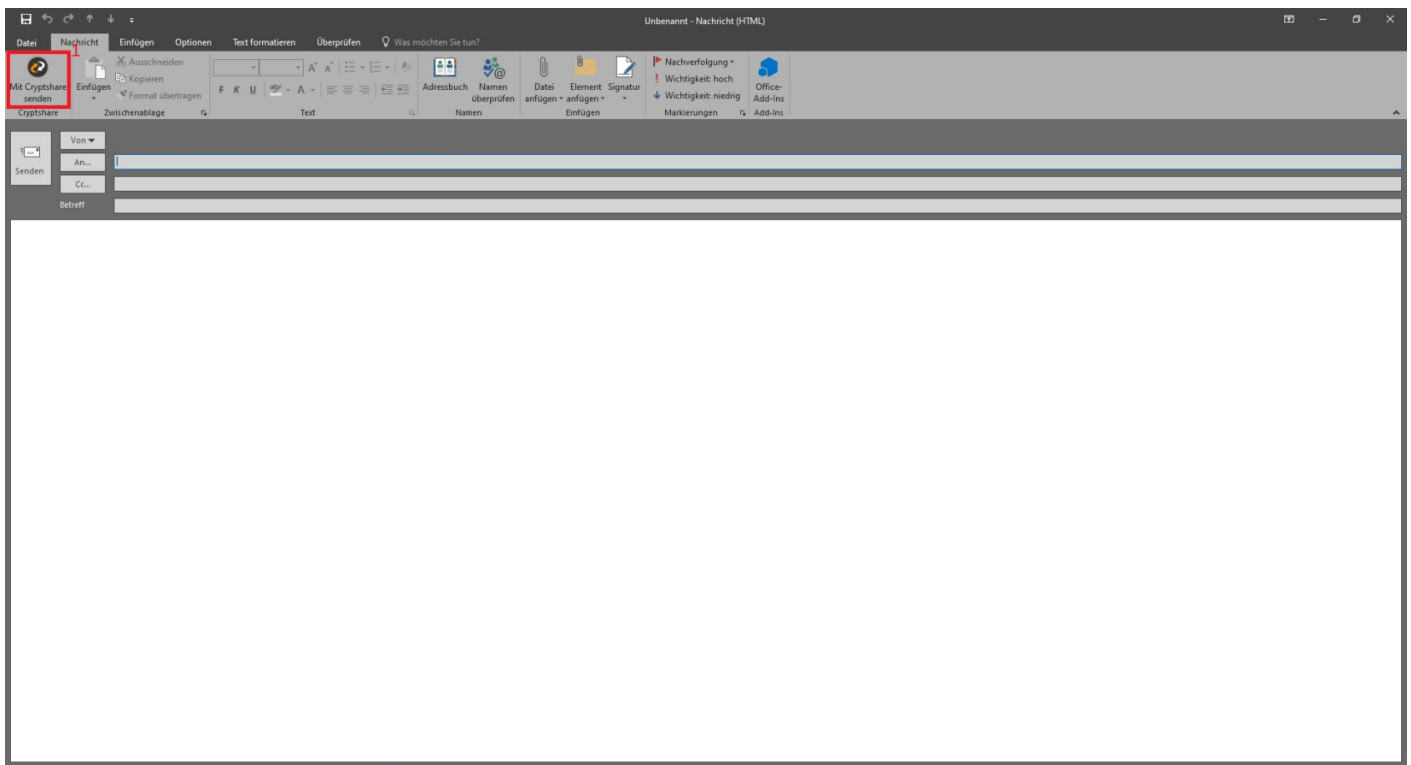 Unbenannt - Nachricht (HTML)
Datei Nachricht Einfügen Optionen Text formatieren Überprüfen Was möchten Sie tun?
1
Mit Cryptshare senden
Cryptshare
Einfügen
Ausschneiden
Kopieren
Format übertragen
Zwischenablage
F K U
A
Text
Adressbuch
Namen überprüfen
Namen
Datei anfügen
Element anfügen
Signatur
Einfügen
Nachverfolgung
Wichtigkeit: hoch
Wichtigkeit: niedrig
Markierungen
Office-Add-Ins
Add-Ins
Senden
Von
An...
Cc...
Betreff